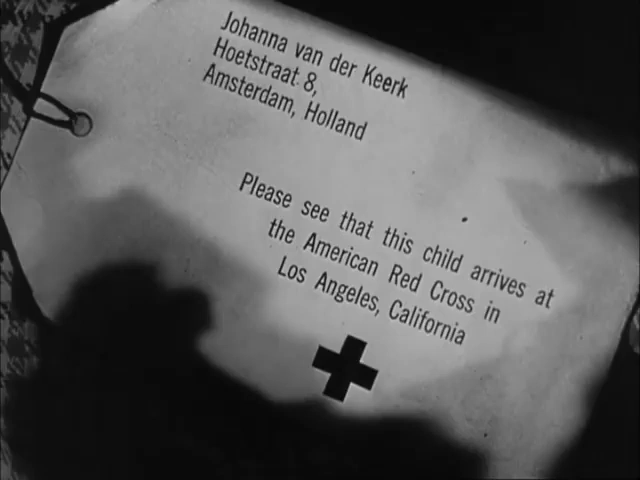 Johanna van der Keerk
Hoetstraat 8,
Amsterdam, Holland
Please see that this child arrives at
the American Red Cross in
Los Angeles, California